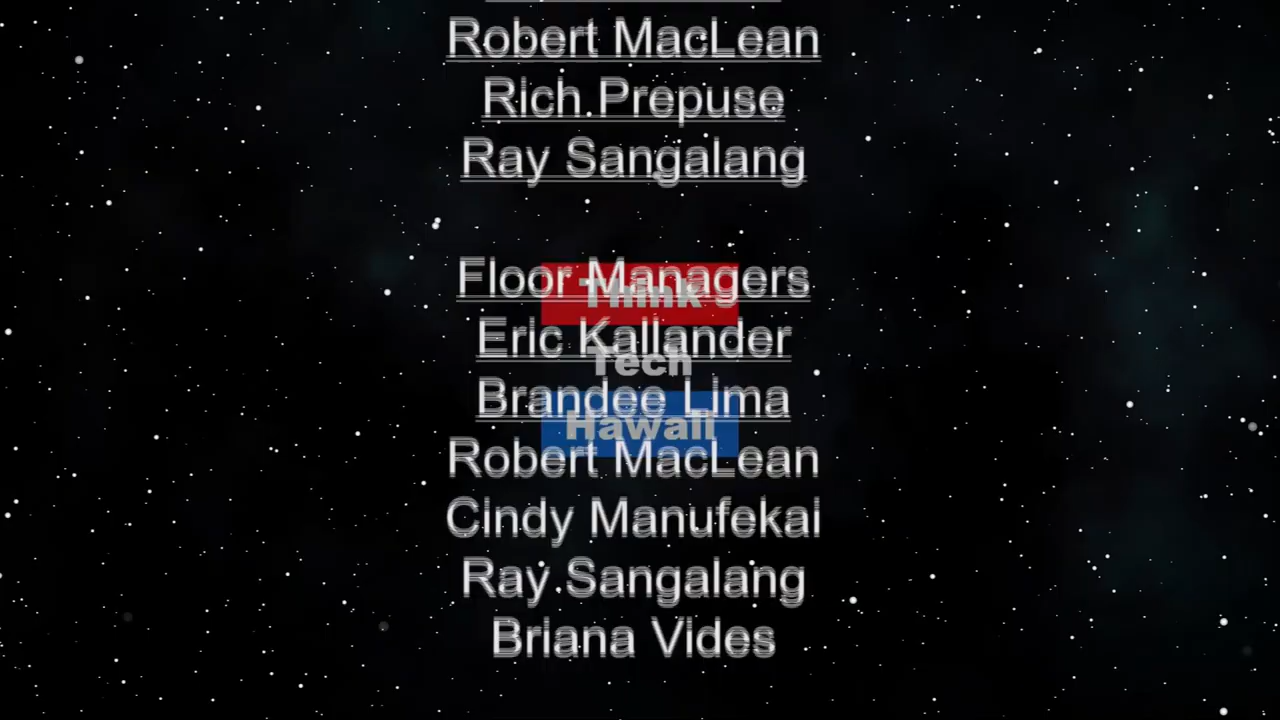 Robert MacLean
Rich Prepuse
Ray Sangalang
Floor Managers
Think
Eric Kallander
Tech
Brandee Lima
Hawaii
Robert MacLean
Cindy Manufekai
Ray Sangalang
Briana Vides